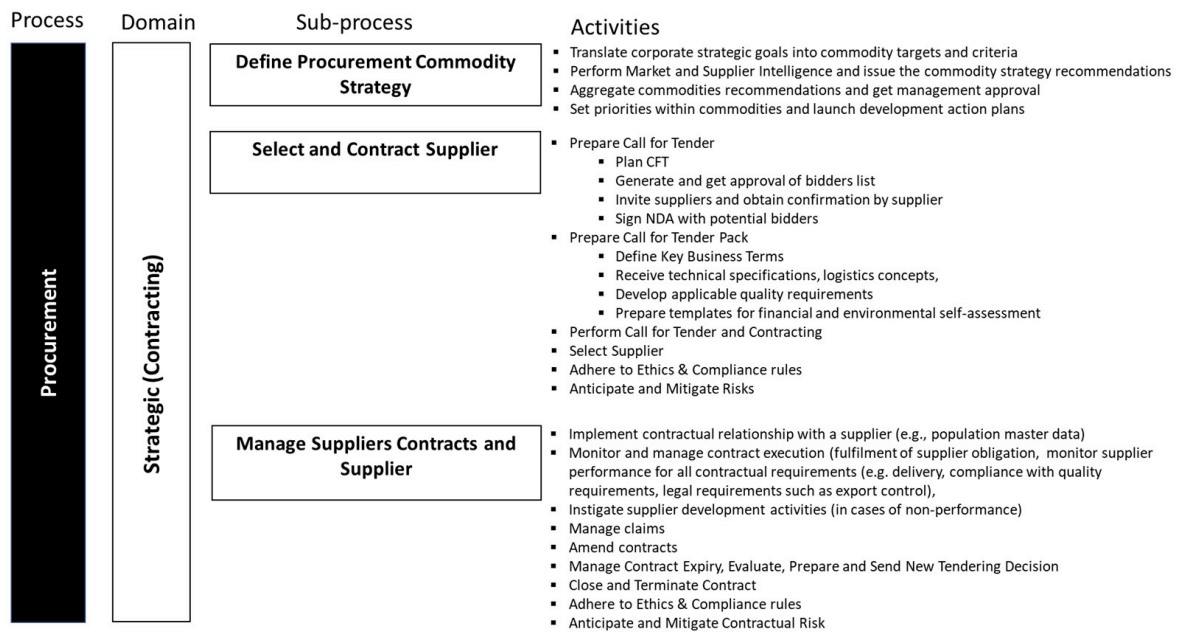 Process
Domain
Sub-process
Activities
Procurement
Strategic (Contracting)
Define Procurement Commodity
Strategy
▪ Translate corporate strategic goals into commodity targets and criteria
▪ Perform Market and Supplier Intelligence and issue the commodity strategy recommendations
▪ Aggregate commodities recommendations and get management approval
▪ Set priorities within commodities and launch development action plans
Select and Contract Supplier
▪ Prepare Call for Tender
▪ Plan CFT
▪ Generate and get approval of bidders list
▪ Invite suppliers and obtain confirmation by supplier
▪ Sign NDA with potential bidders
▪ Prepare Call for Tender Pack
▪ Define Key Business Terms
▪ Receive technical specifications, logistics concepts,
▪ Develop applicable quality requirements
▪ Prepare templates for financial and environmental self-assessment
▪ Perform Call for Tender and Contracting
▪ Select Supplier
▪ Adhere to Ethics & Compliance rules
▪ Anticipate and Mitigate Risks
Manage Suppliers Contracts and
Supplier
▪ Implement contractual relationship with a supplier (e.g., population master data)
▪ Monitor and manage contract execution (fulfilment of supplier obligation, monitor supplier
performance for all contractual requirements (e.g. delivery, compliance with quality
requirements, legal requirements such as export control),
▪ Instigate supplier development activities (in cases of non-performance)
▪ Manage claims
▪ Amend contracts
▪ Manage Contract Expiry, Evaluate, Prepare and Send New Tendering Decision
▪ Close and Terminate Contract
▪ Adhere to Ethics & Compliance rules
▪ Anticipate and Mitigate Contractual Risk